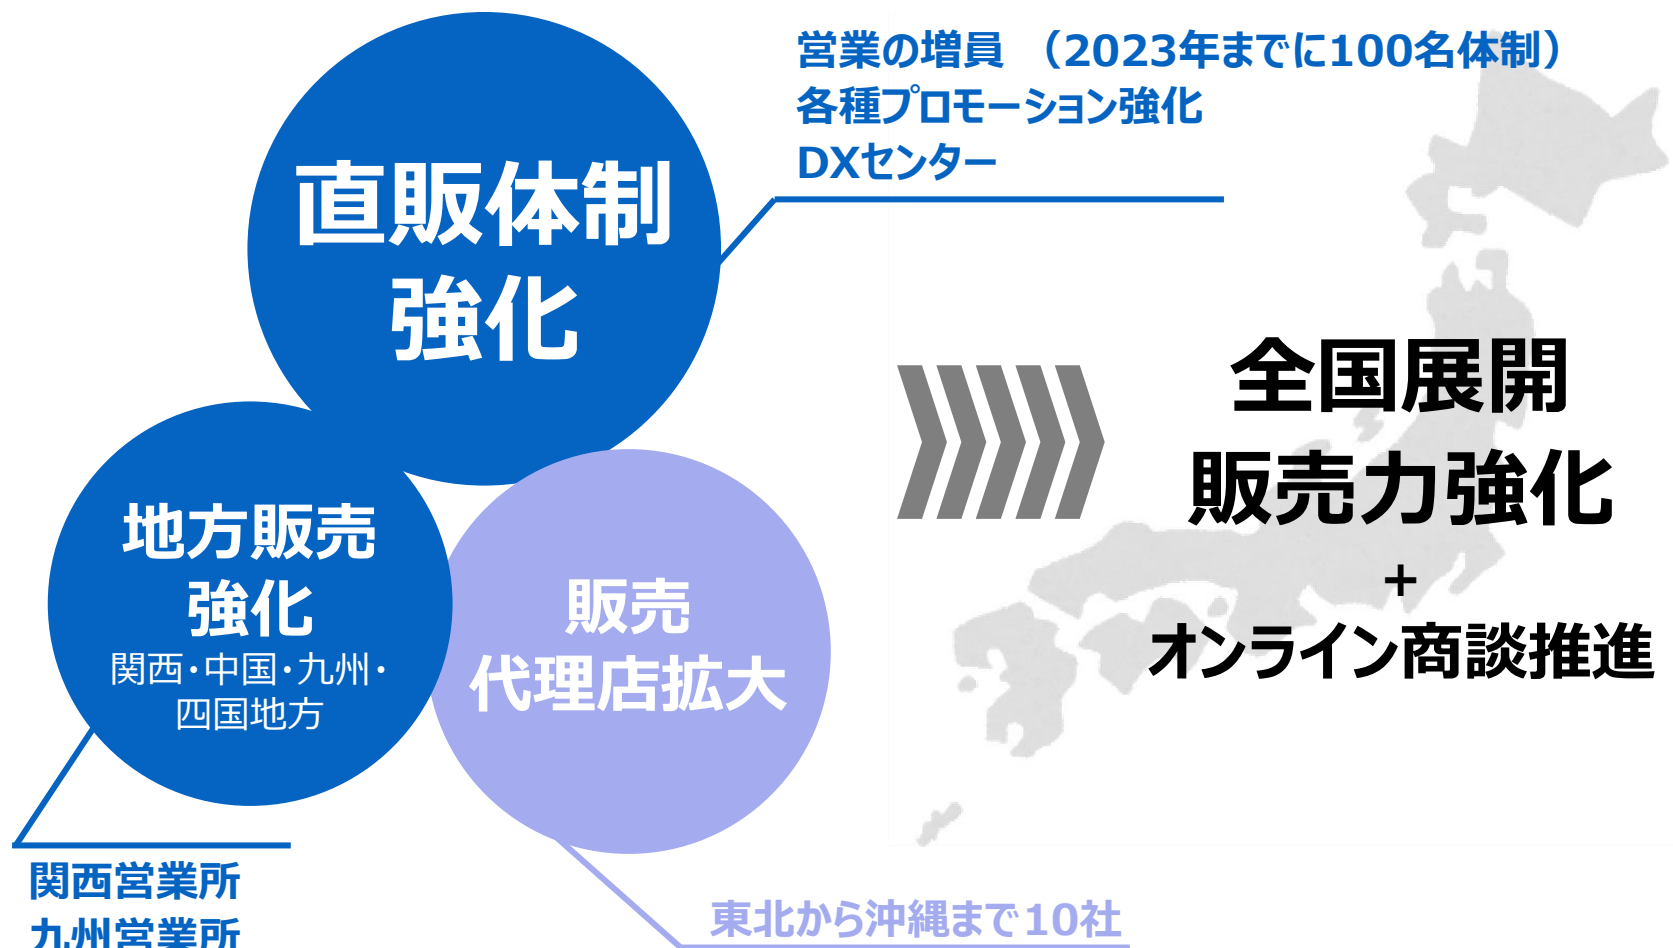 営業の増員 （2023年までに100名体制）
各種プロモーション強化
DXセンター
直販体制
強化
地方販売
強化
関西・中国・九州・
四国地方
販売
代理店拡大
全国展開
販売力強化
+
オンライン商談推進
関西営業所
九州営業所
東北から沖縄まで10社